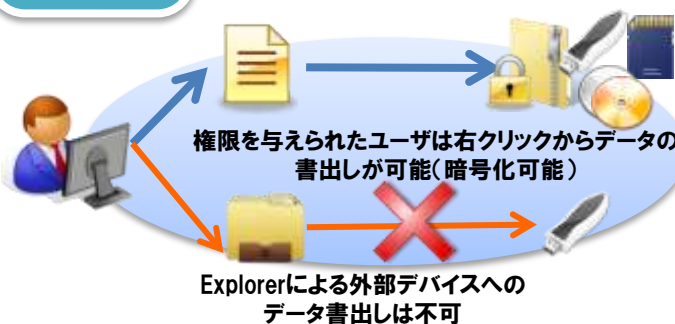 権限を与えられたユーザは右クリックからデータの
書出しが可能(暗号化可能)
Explorerによる外部デバイスへの
データ書出しは不可